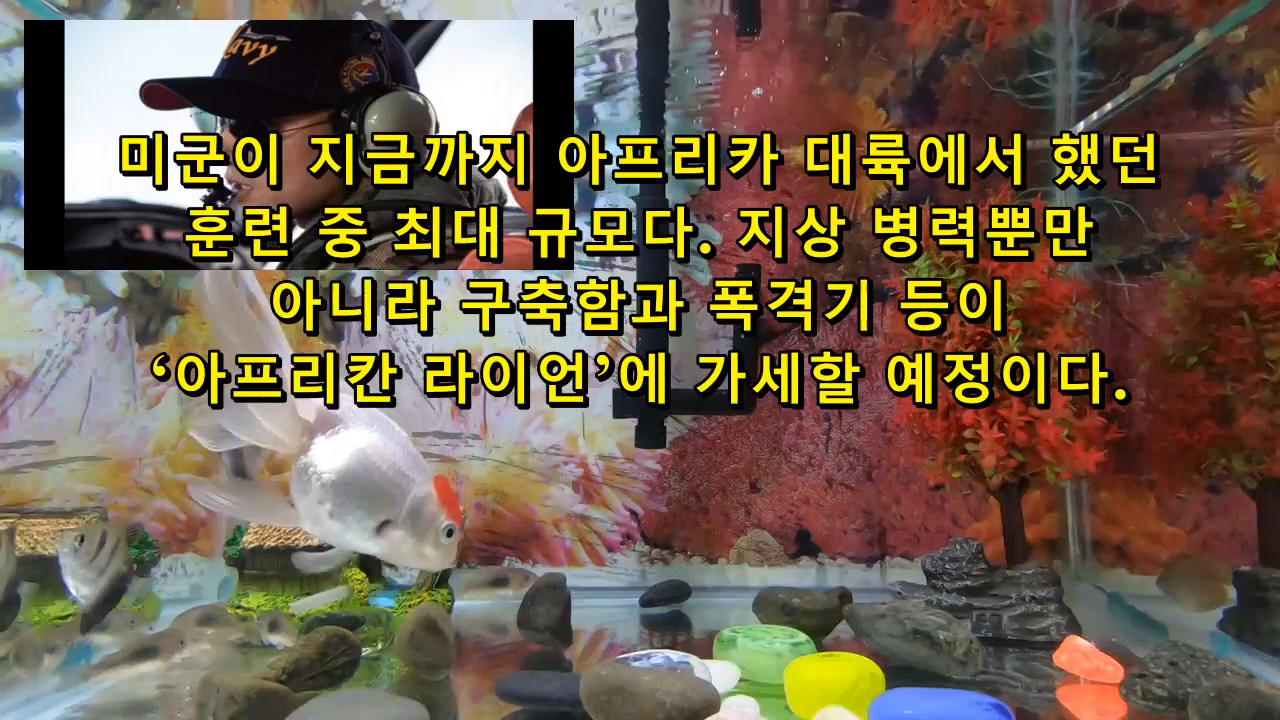 Navy
미군이 지금까지 아프리카 대륙에서 했던
훈련 중 최대 규모다. 지상 병력뿐만
아니라 구축함과 폭격기 등이
‘아프리칸 라이언’에 가세할 예정이다.